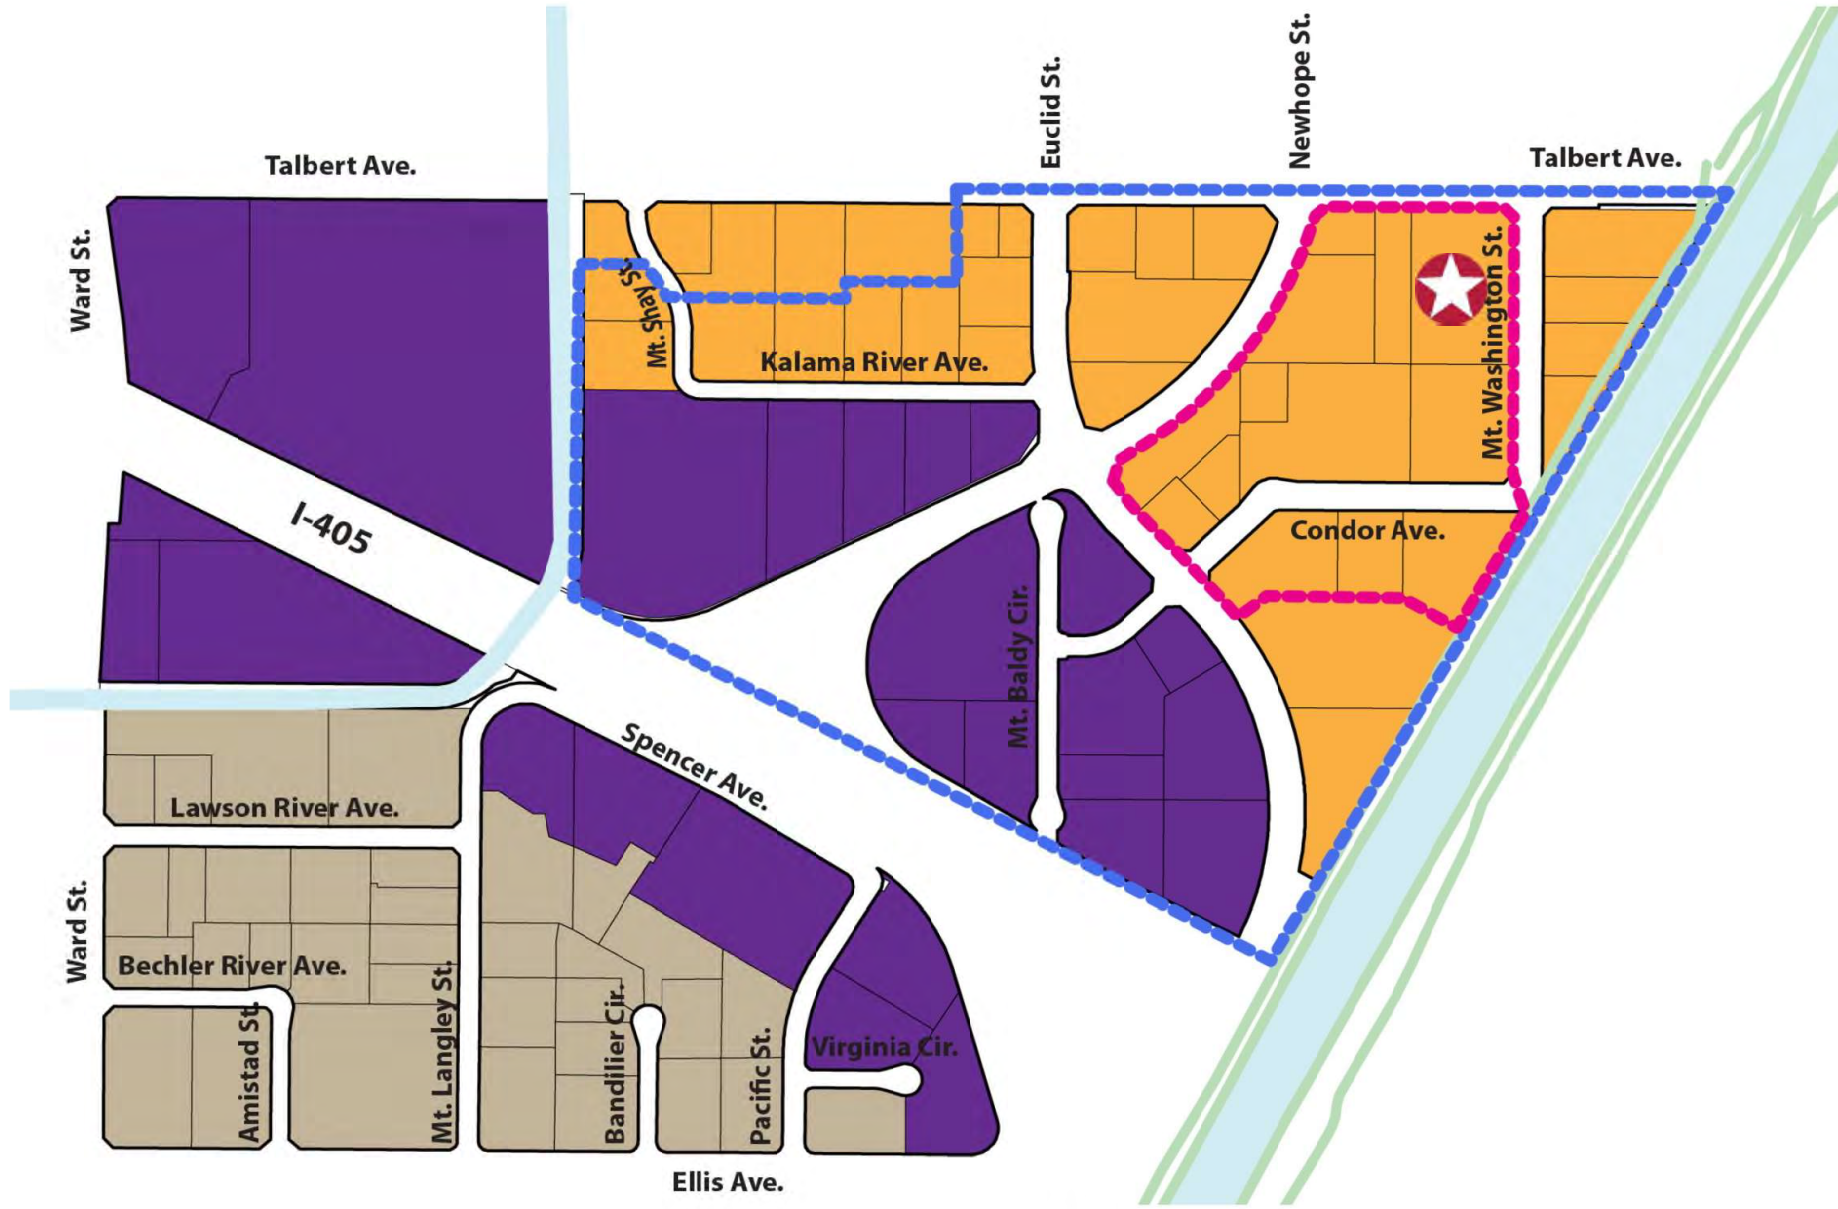 Euclid St.
Newhope St.
Talbert Ave.
Talbert Ave.
Ward St.
Mt. Shay St.
Mt. Washington St.
Kalama River Ave.
I-405
Condor Ave.
Mt. Baldy Cir.
Spencer Ave.
Lawson River Ave.
Ward St.
Bechler River Ave.
Amistad St.
Mt. Langley St.
Bandilier Cir.
Pacific St.
Virginia Cir.
Ellis Ave.